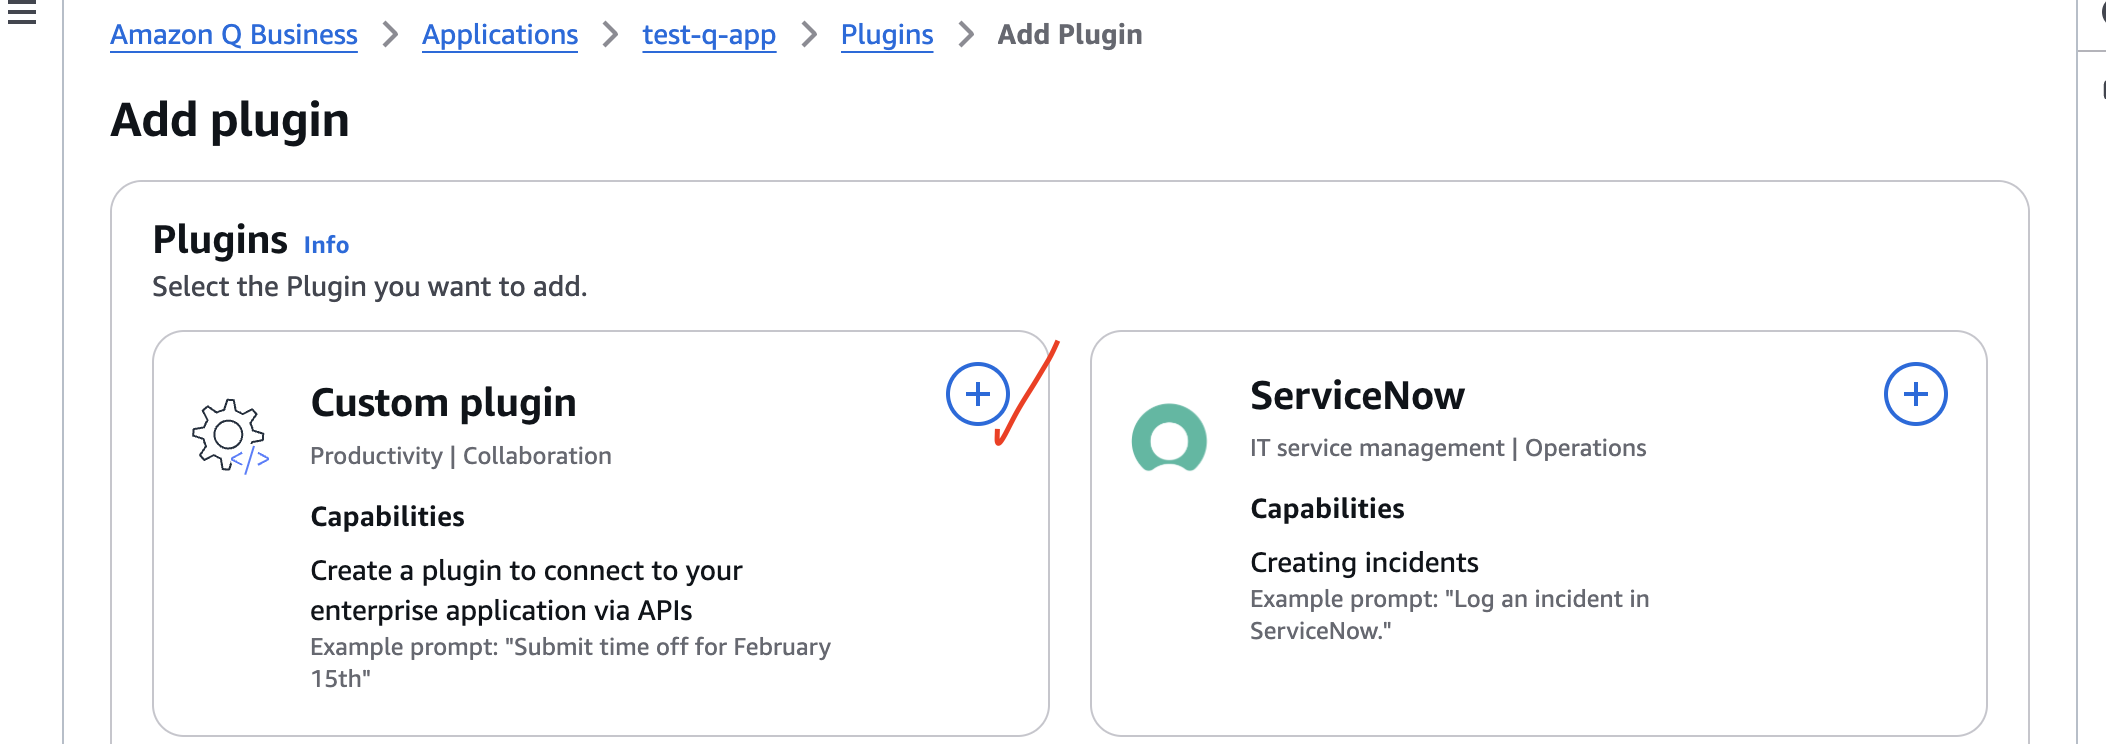 Amazon Q Business > Applications > test-q-app > Plugins > Add Plugin
Add plugin
Plugins Info
Select the Plugin you want to add.
Custom plugin
Productivity | Collaboration
Capabilities
Create a plugin to connect to your
enterprise application via APIs
Example prompt: "Submit time off for February
15th"
ServiceNow
IT service management | Operations
Capabilities
Creating incidents
Example prompt: "Log an incident in
ServiceNow."